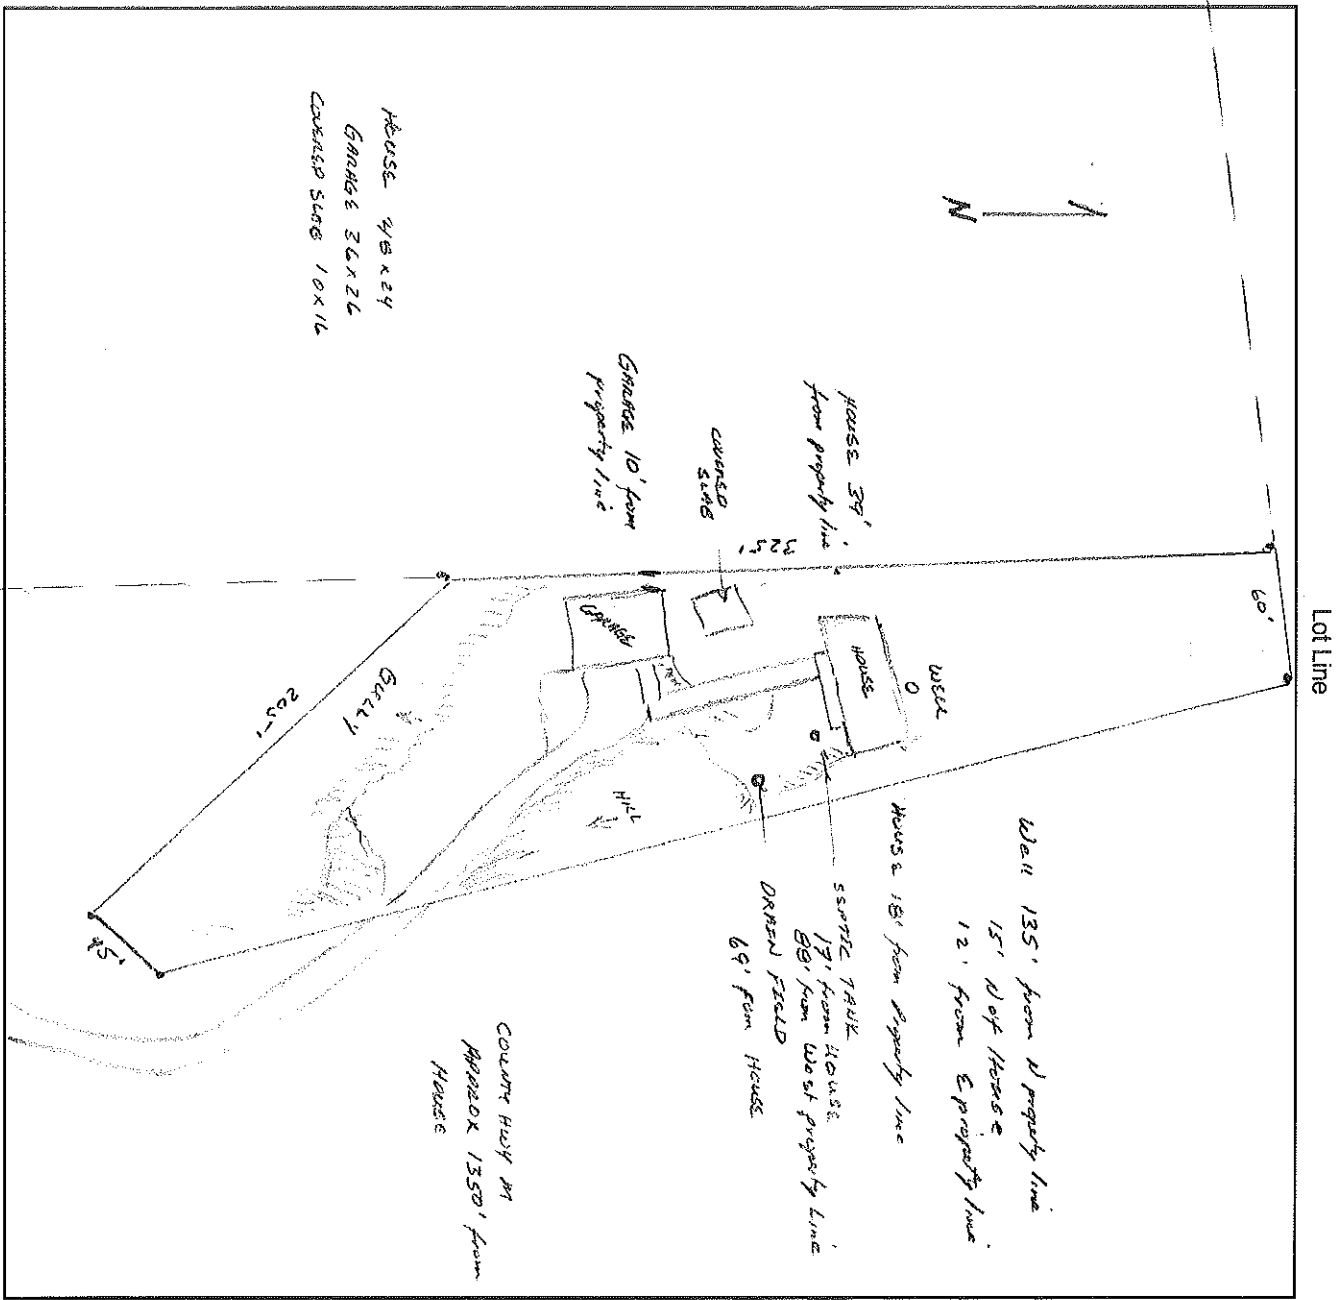 Lot Line
60'
N
WELL
HOUSE
HOUSE 39'
from property line
325'
COVERED
SLAB
GARAGE 10' from
property line
GARAGE
HOUSE 48x24
GARAGE 36x26
COVERED SLAB 10x16
GULLY
HILL
205'
Well 135' from N property line
15' N of House
12' from E property line
House 18' from Property line
SEPTIC TANK
17' from HOUSE
88' from West property Line
DRAEN FIELD
69' from HOUSE
COUNTY HWY M
APPROX 1350' from
HOUSE